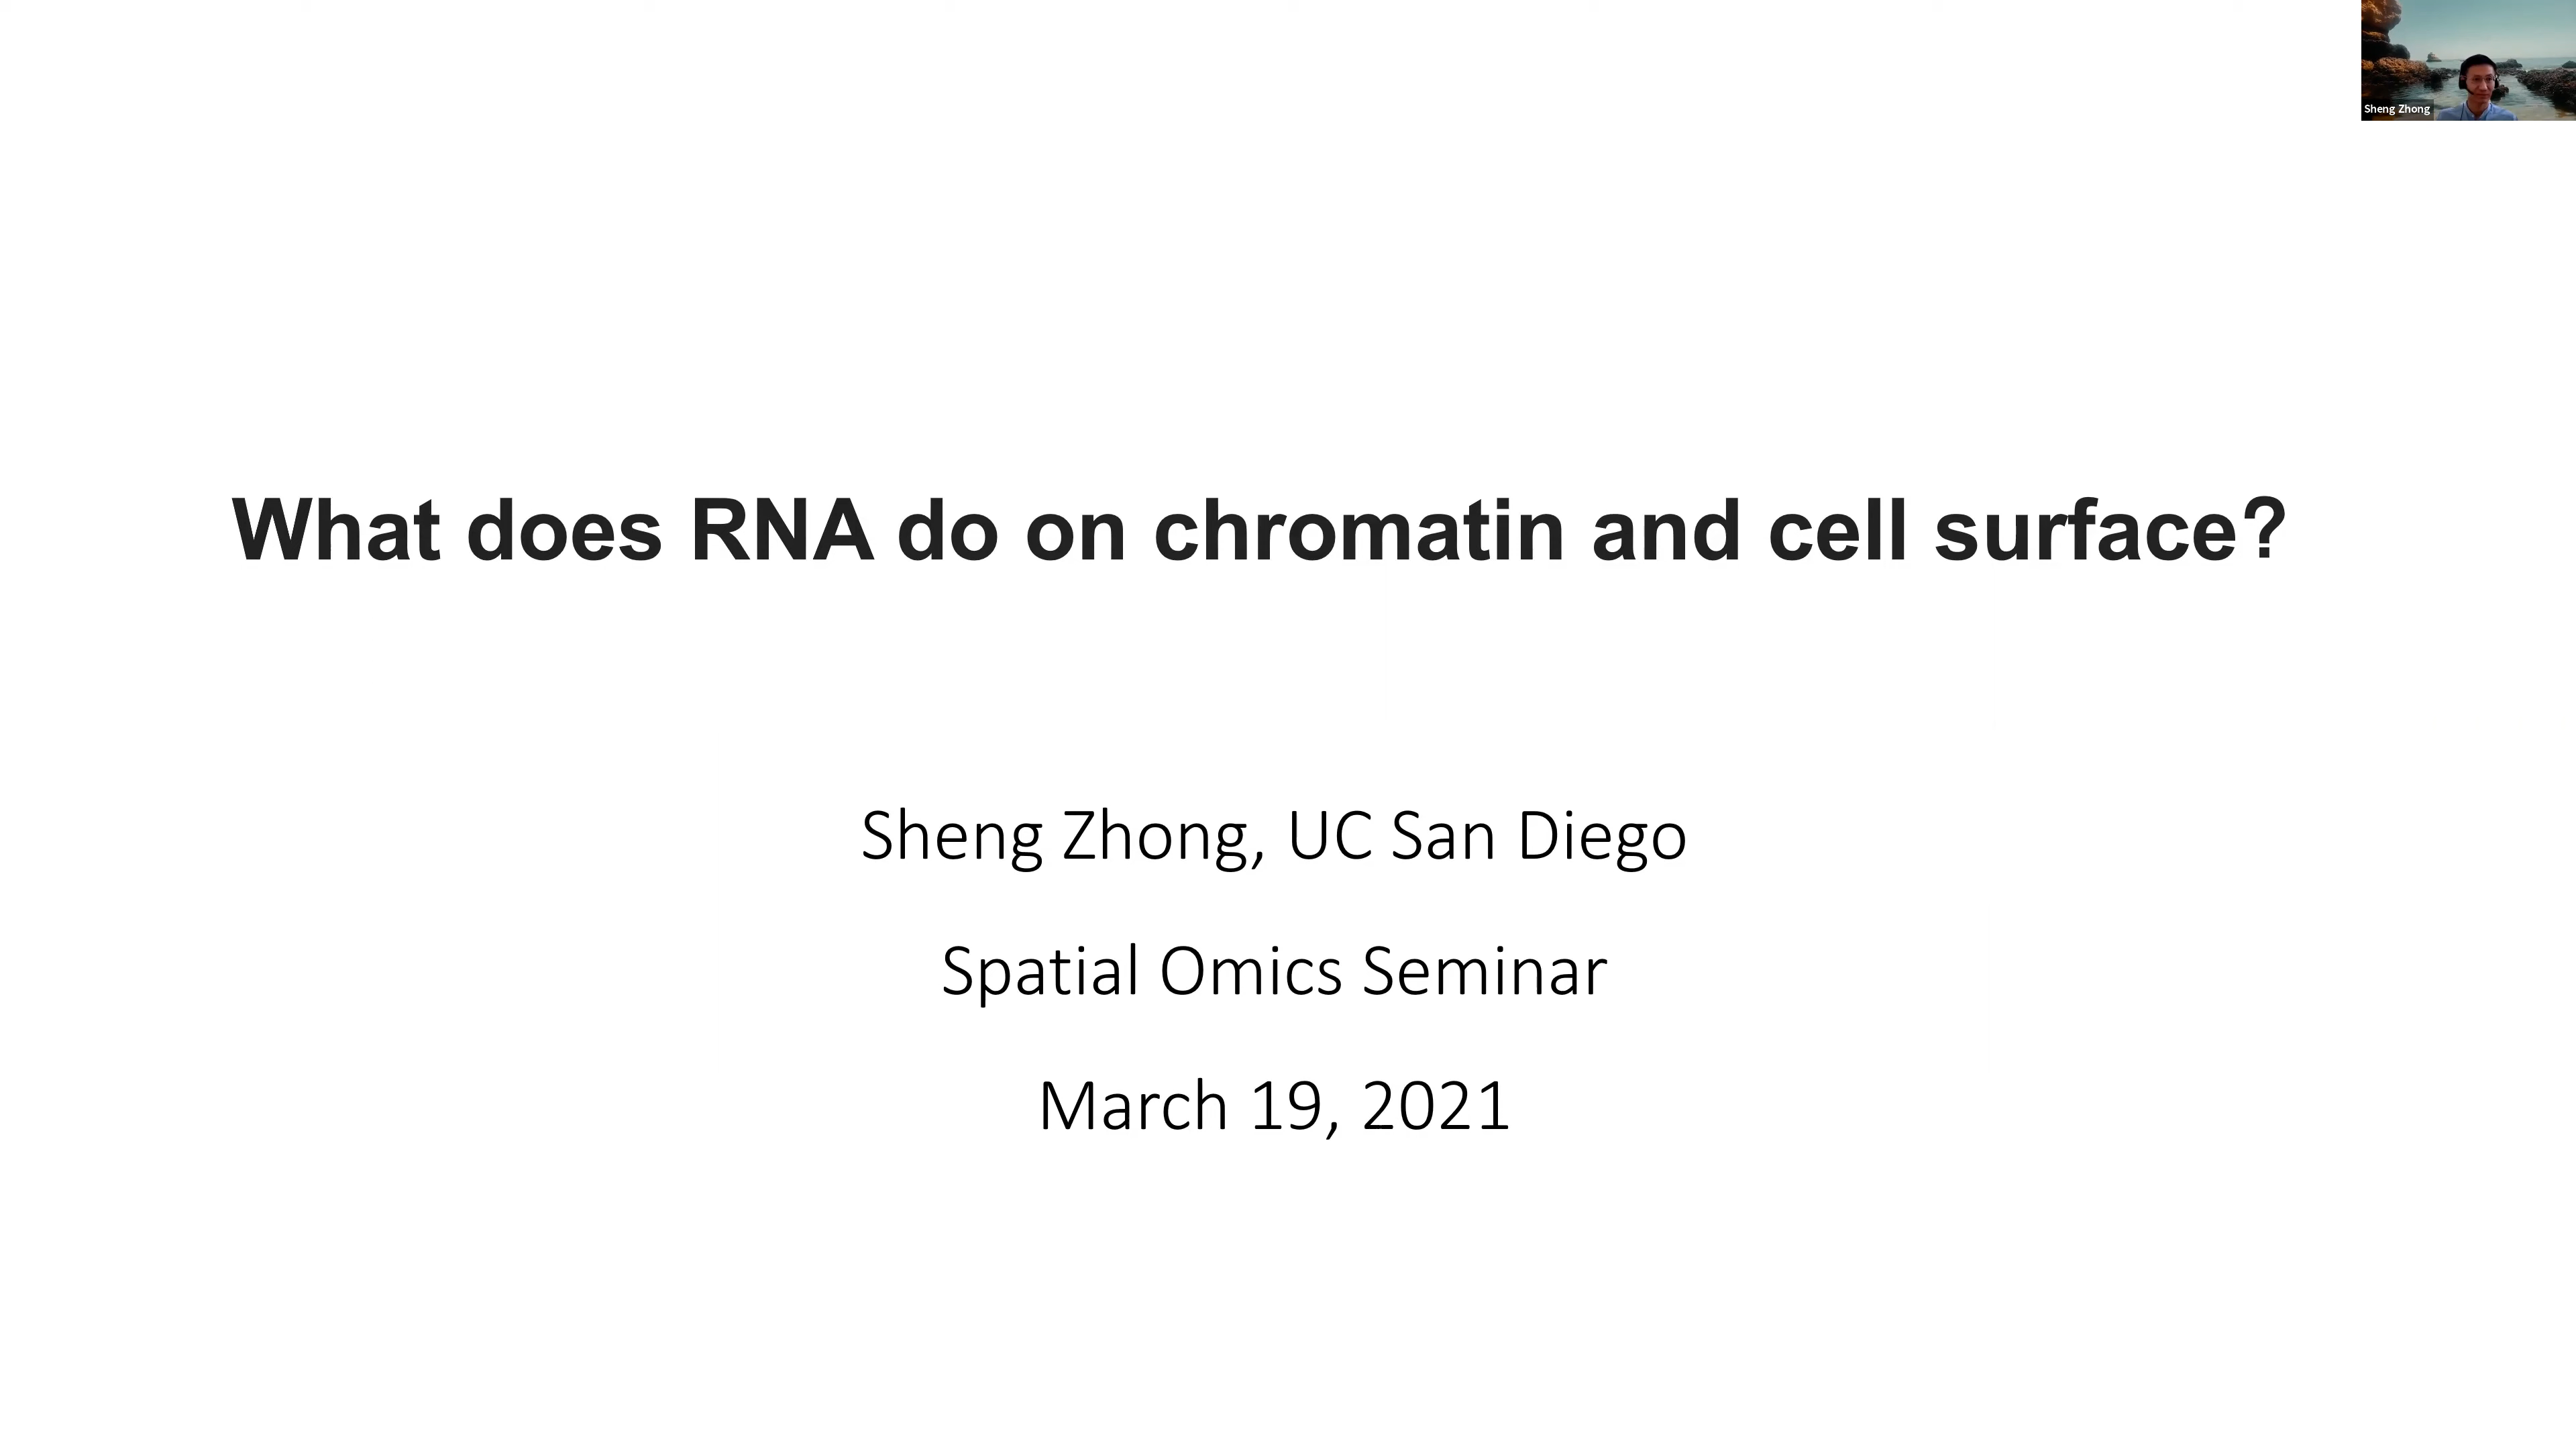 Sheng Zhong
What does RNA do on chromatin and cell surface?
Sheng Zhong, UC San Diego
Spatial Omics Seminar
March 19, 2021